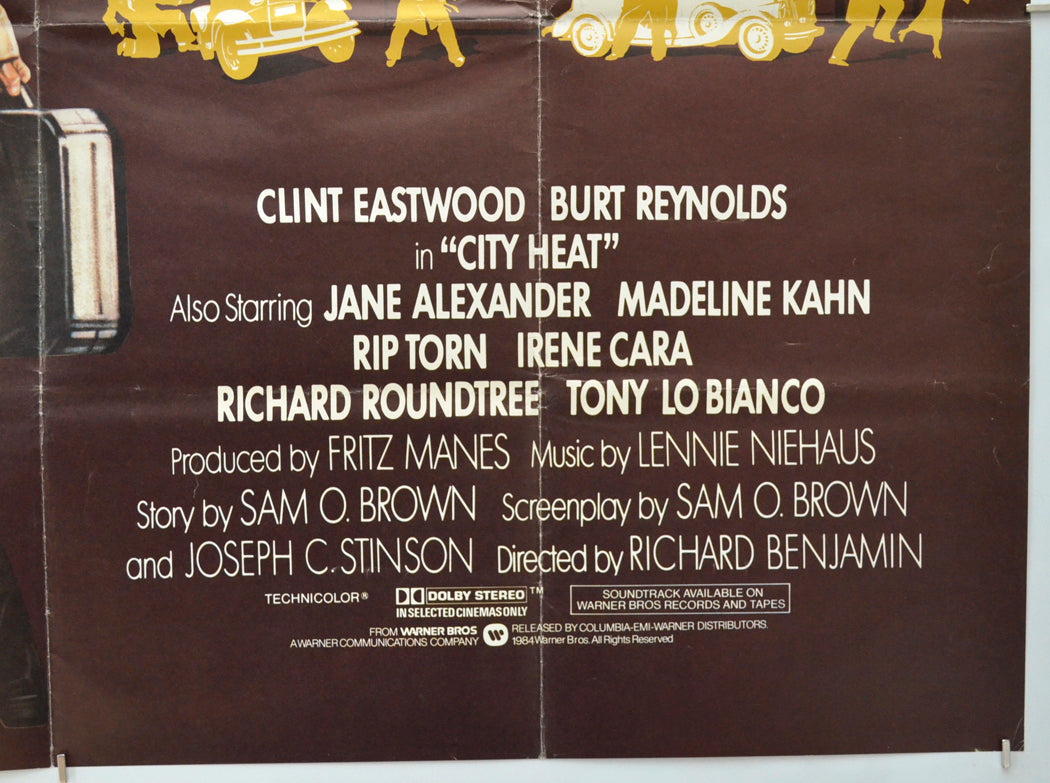 CLINT EASTWOOD BURT REYNOLDS
in “CITY HEAT”
Also Starring JANE ALEXANDER MADELINE KAHN
RIP TORN IRENE CARA
RICHARD ROUNDTREE TONY LO BIANCO
Produced by FRITZ MANES Music by LENNIE NIEHAUS
Story by SAM O. BROWN Screenplay by SAM O. BROWN
and JOSEPH C. STINSON Directed by RICHARD BENJAMIN
TECHNICOLOR® DOLBY STEREO™
IN SELECTED CINEMAS ONLY
SOUNDTRACK AVAILABLE ON
WARNER BROS RECORDS AND TAPES
FROM WARNER BROS
A WARNER COMMUNICATIONS COMPANY
RELEASED BY COLUMBIA-EMI-WARNER DISTRIBUTORS.
1984 Warner Bros. All Rights Reserved